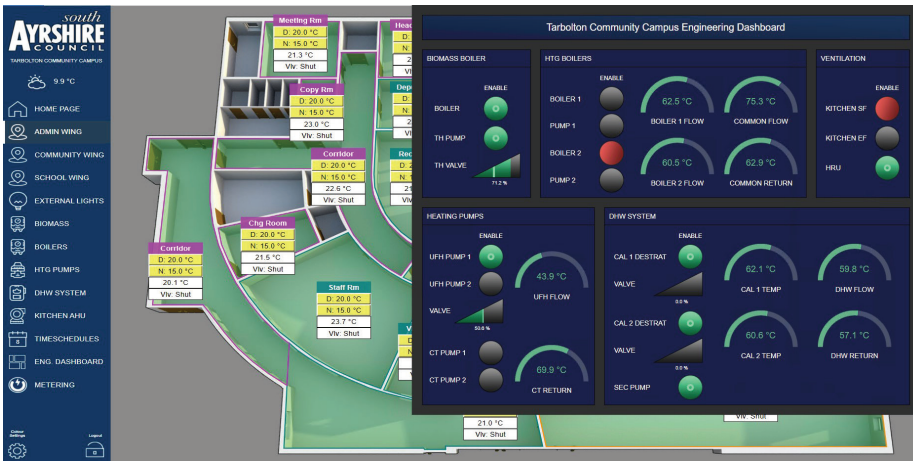 south
AYRSHIRE
COUNCIL
TARBOLTON COMMUNITY CAMPUS
9.9 °C
HOME PAGE
ADMIN WING
COMMUNITY WING
SCHOOL WING
EXTERNAL LIGHTS
BIOMASS
BOILERS
HTG PUMPS
DHW SYSTEM
KITCHEN AHU
TIMESCHEDULES
ENG. DASHBOARD
METERING
Colour
Settings
Logout
Meeting Rm
D: 20.0 °C
N: 15.0 °C
21.3 °C
Vlv: Shut
Copy Rm
D: 20.0 °C
N: 15.0 °C
23.0 °C
Vlv: Shut
Corridor
D: 20.0 °C
N: 15.0 °C
22.6 °C
Vlv: Shut
Chg Room
D: 20.0 °C
N: 15.0 °C
21.5 °C
Vlv: Shut
Corridor
D: 20.0 °C
N: 15.0 °C
20.1 °C
Vlv: Shut
Staff Rm
D: 20.0 °C
N: 15.0 °C
23.7 °C
Vlv: Shut
21.0 °C
Vlv: Shut
Vlv: Shut
Tarbolton Community Campus Engineering Dashboard
BIOMASS BOILER
ENABLE
BOILER
TH PUMP
TH VALVE
71.2 %
HTG BOILERS
ENABLE
BOILER 1
PUMP 1
BOILER 2
PUMP 2
62.5 °C
BOILER 1 FLOW
75.3 °C
COMMON FLOW
60.5 °C
BOILER 2 FLOW
62.9 °C
COMMON RETURN
VENTILATION
ENABLE
KITCHEN SF
KITCHEN EF
HRU
HEATING PUMPS
ENABLE
UFH PUMP 1
UFH PUMP 2
VALVE
50.8 %
CT PUMP 1
CT PUMP 2
43.9 °C
UFH FLOW
69.9 °C
CT RETURN
DHW SYSTEM
ENABLE
CAL 1 DESTRAT
VALVE
0.0 %
CAL 2 DESTRAT
VALVE
0.0 %
SEC PUMP
62.1 °C
CAL 1 TEMP
59.8 °C
DHW FLOW
60.6 °C
CAL 2 TEMP
57.1 °C
DHW RETURN